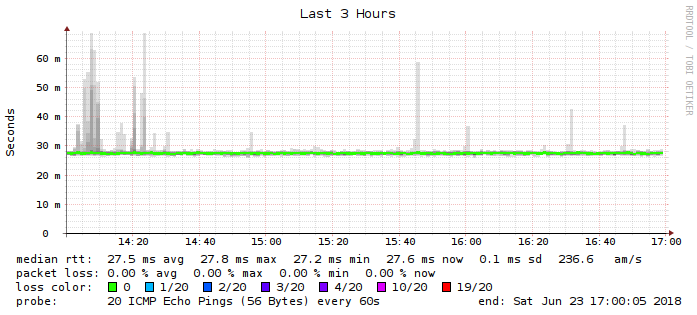 Last 3 Hours
RRDTOOL / TOBI OETIKER
Seconds
60 m
50 m
40 m
30 m
20 m
10 m
0
14:20 14:40 15:00 15:20 15:40 16:00 16:20 16:40 17:00
median rtt: 27.5 ms avg 27.8 ms max 27.2 ms min 27.6 ms now 0.1 ms sd 236.6 am/s
packet loss: 0.00 % avg 0.00 % max 0.00 % min 0.00 % now
loss color: 0 1/20 2/20 3/20 4/20 10/20 19/20
probe: 20 ICMP Echo Pings (56 Bytes) every 60s end: Sat Jun 23 17:00:05 2018